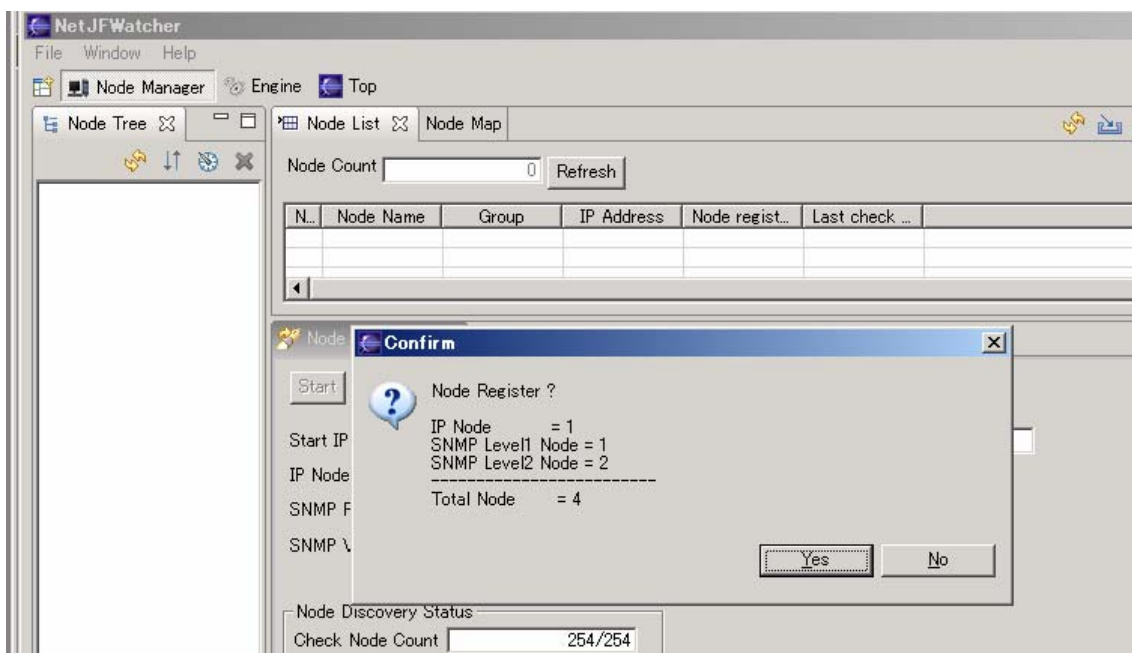 NetJFWatcher
File Window Help
Node Manager Engine Top
Node Tree Node List Node Map
Node Count 0 Refresh
N... Node Name Group IP Address Node regist... Last check ...
Node
Confirm
Start
Node Register ?
IP Node = 1
SNMP Level1 Node = 1
SNMP Level2 Node = 2
--------------------------
Total Node = 4
Start IP
IP Node
SNMP
SNMP
Yes No
Node Discovery Status
Check Node Count 254/254